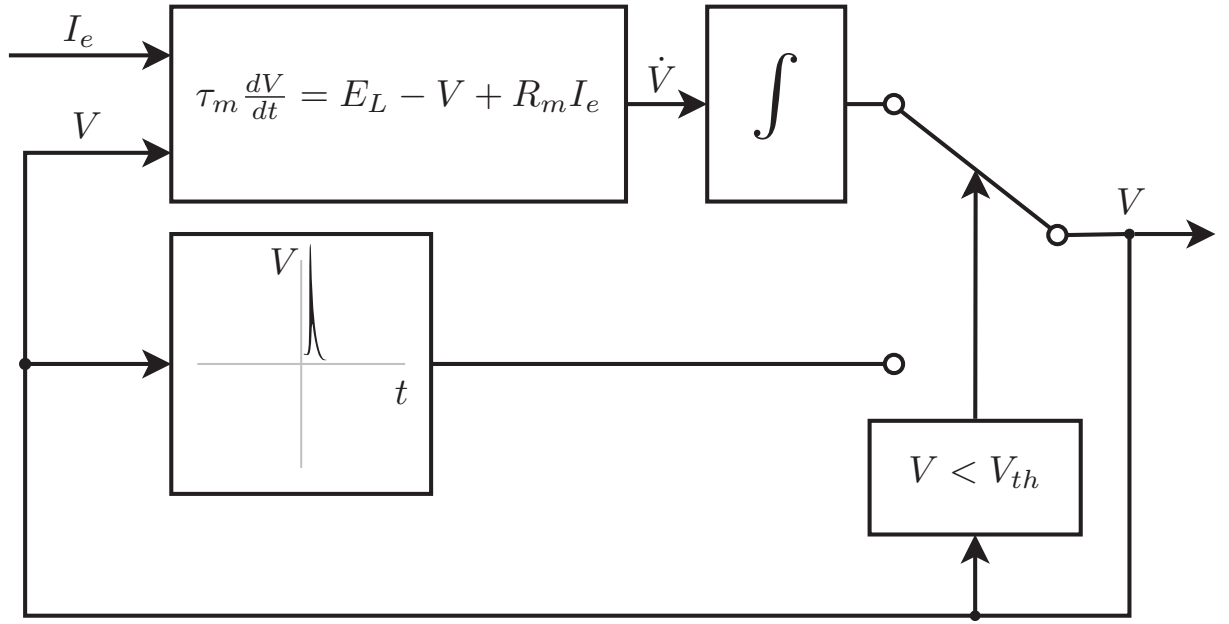 I_e
V
τ_m dV/dt = E_L − V + R_m I_e
V̇
∫
V
V
t
V < V_th